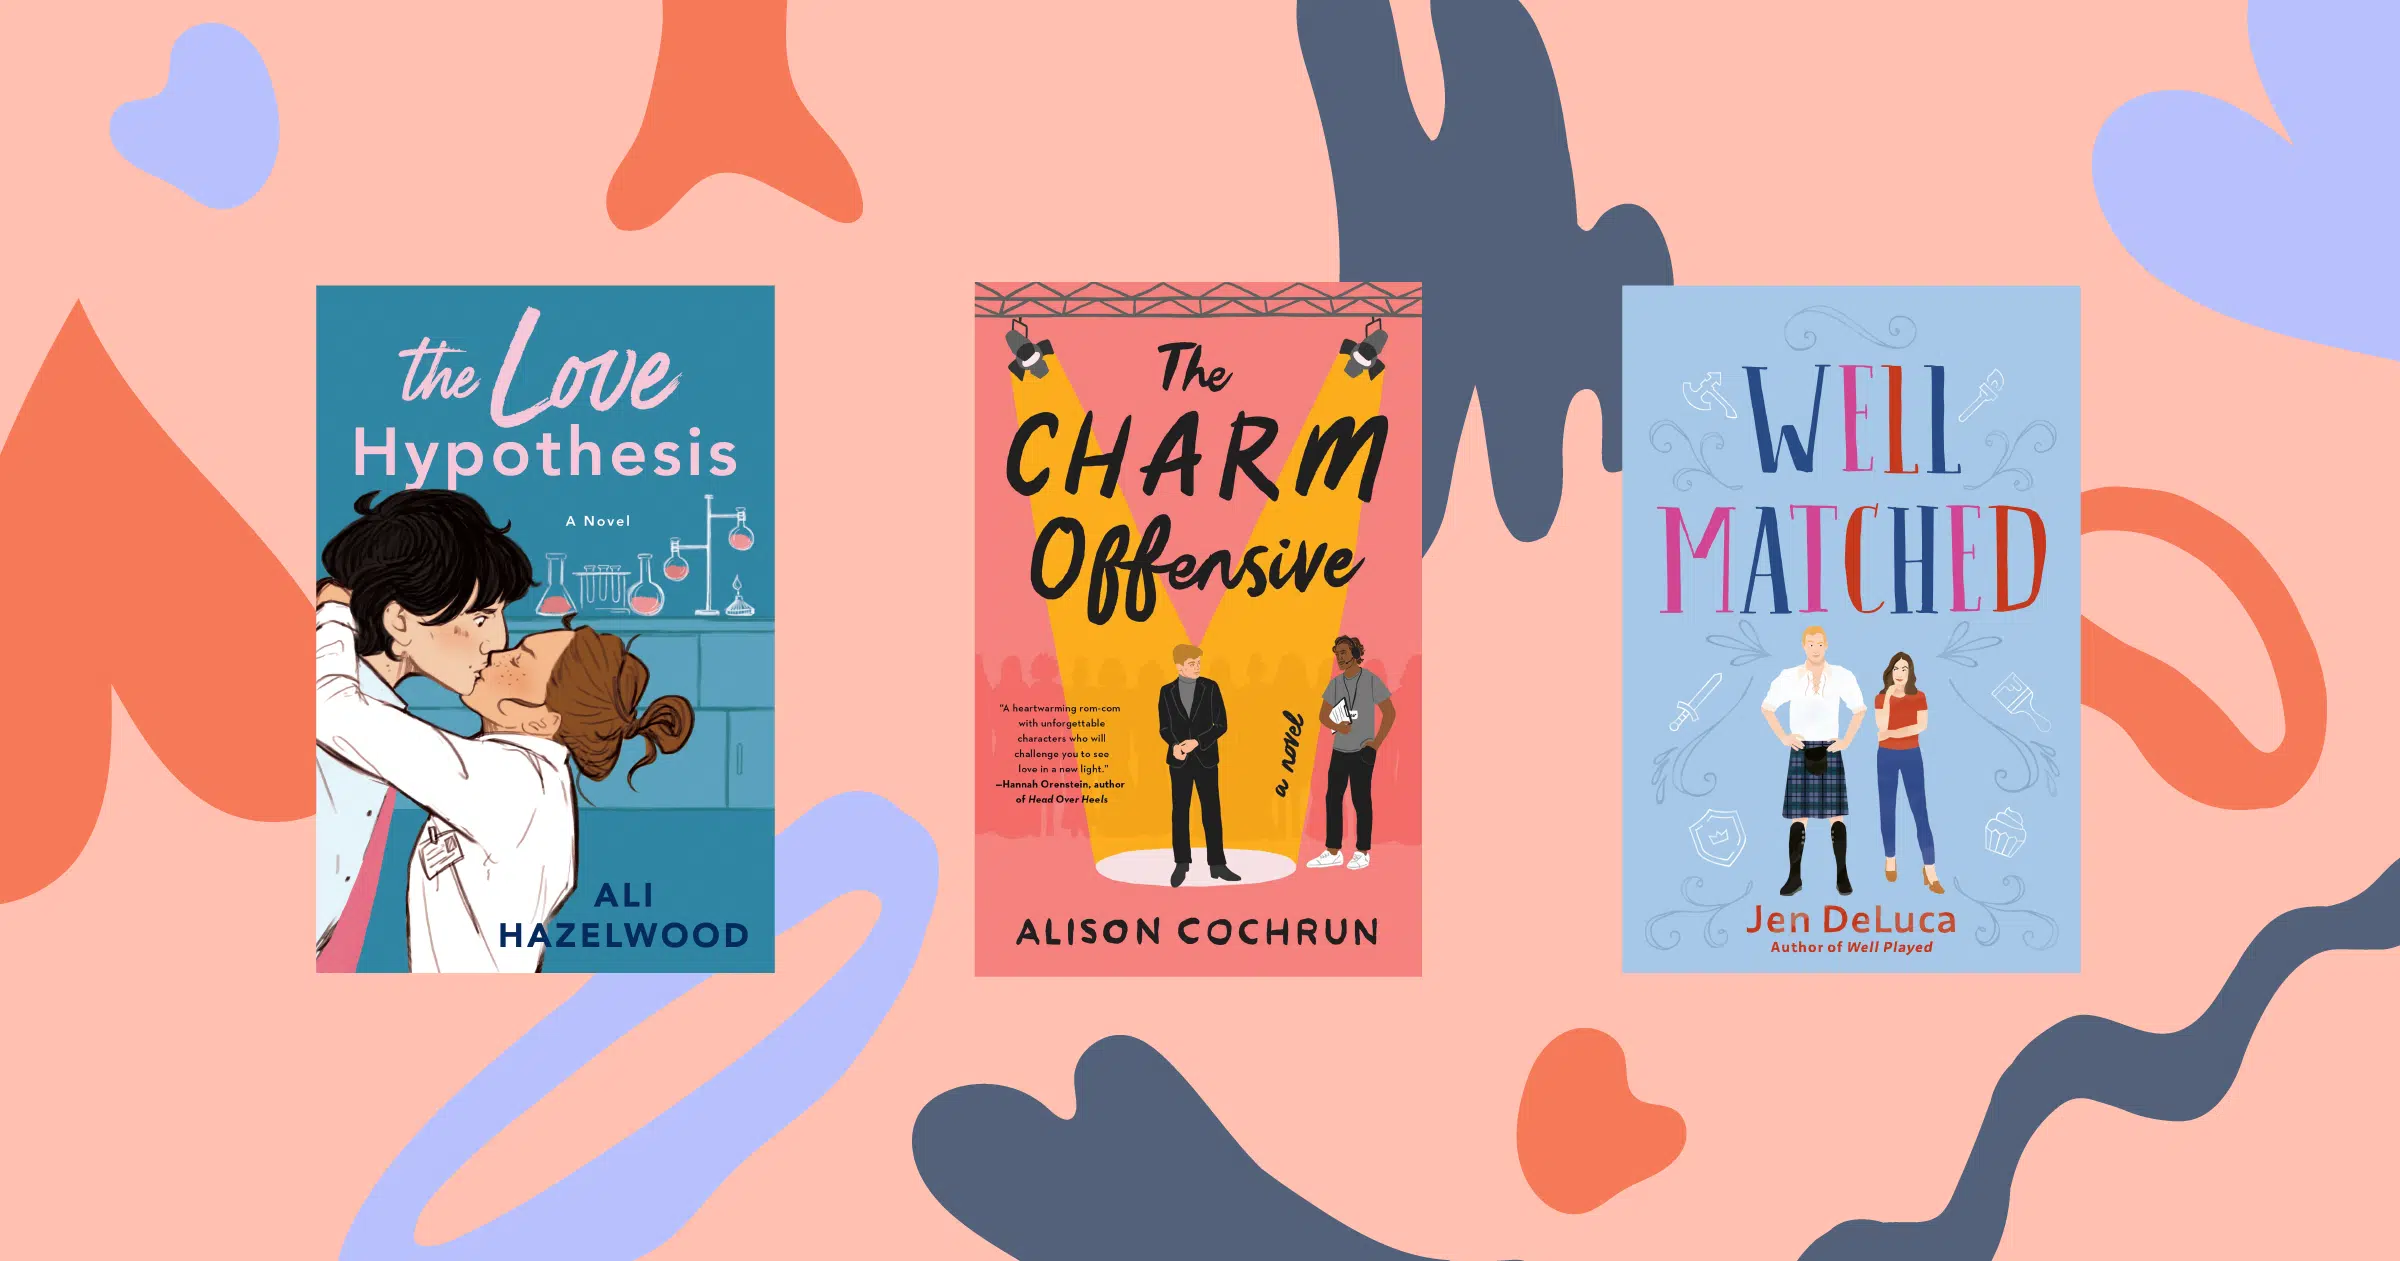 the Love
Hypothesis
A Novel
ALI
HAZELWOOD
The
CHARM
Offensive
"A heartwarming rom-com
with unforgettable
characters who will
challenge you to see
love in a new light."
—Hannah Orenstein, author
of Head Over Heels
a novel
ALISON COCHRUN
WELL
MATCHED
Jen DeLuca
Author of Well Played